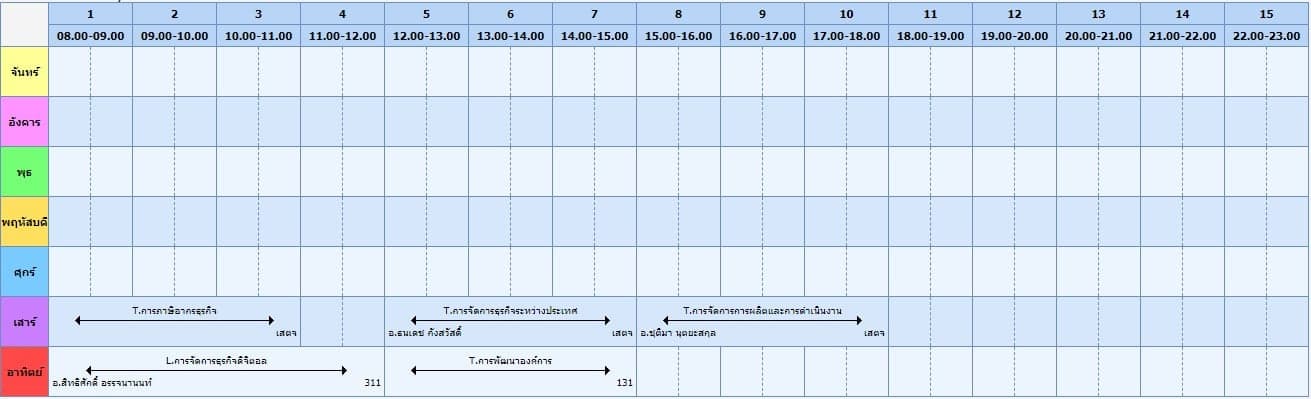 1 2 3 4 5 6 7 8 9 10 11 12 13 14 15
08.00-09.00 09.00-10.00 10.00-11.00 11.00-12.00 12.00-13.00 13.00-14.00 14.00-15.00 15.00-16.00 16.00-17.00 17.00-18.00 18.00-19.00 19.00-20.00 20.00-21.00 21.00-22.00 22.00-23.00
จันทร์
อังคาร
พุธ
พฤหัสบดี
ศุกร์
เสาร์
T.การภาษีอากรธุรกิจ
เสตจ
T.การจัดการธุรกิจระหว่างประเทศ
อ.ธนเดช กังสวัสดิ์ เสตจ
T.การจัดการการผลิตและการดำเนินงาน
อ.ชุติมา นุตยะสกุล เสตจ
อาทิตย์
L.การจัดการธุรกิจดิจิตอล
อ.สิทธิศักดิ์ อรรจนานนท์ 311
T.การพัฒนาองค์การ
131